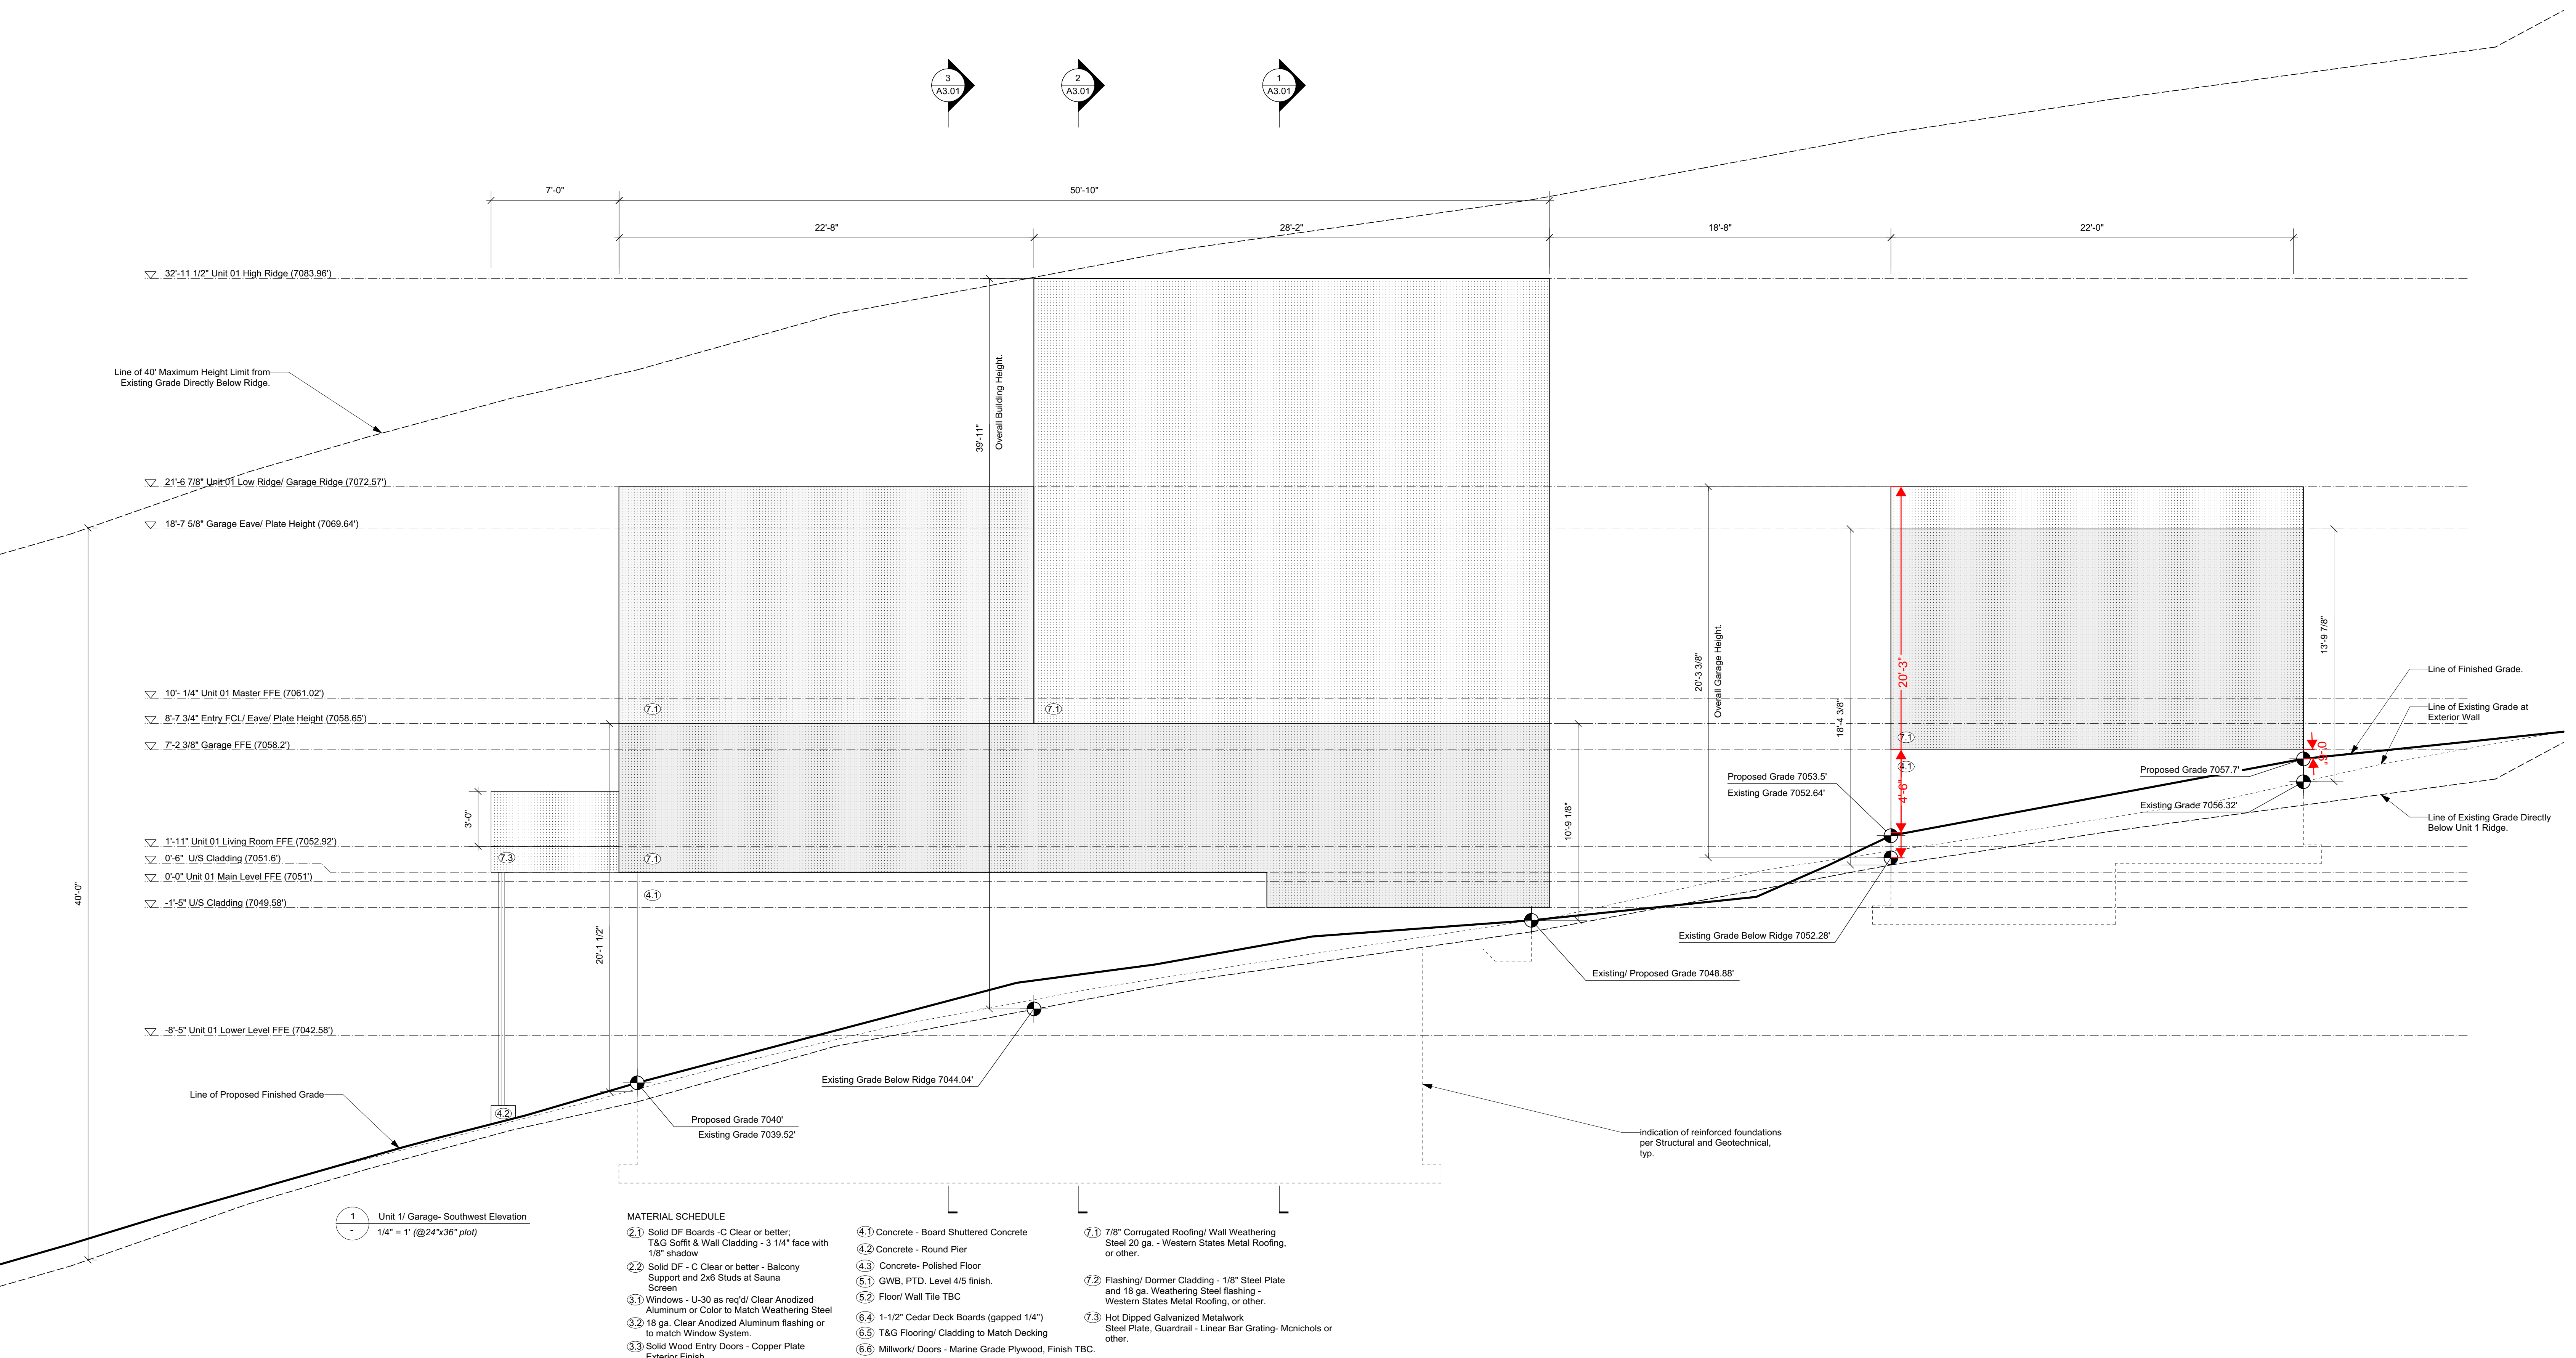 3
A3.01
2
A3.01
1
A3.01
7'-0"
50'-10"
22'-8"
28'-2"
18'-8"
22'-0"
32'-11 1/2" Unit 01 High Ridge (7083.96')
Line of 40' Maximum Height Limit from
Existing Grade Directly Below Ridge.
39'-11"
Overall Building Height.
21'-6 7/8" Unit 01 Low Ridge/ Garage Ridge (7072.57')
18'-7 5/8" Garage Eave/ Plate Height (7069.64')
10'- 1/4" Unit 01 Master FFE (7061.02')
8'-7 3/4" Entry FCL/ Eave/ Plate Height (7058.65')
7'-2 3/8" Garage FFE (7058.2')
1'-11" Unit 01 Living Room FFE (7052.92')
0'-6" U/S Cladding (7051.6')
0'-0" Unit 01 Main Level FFE (7051')
-1'-5" U/S Cladding (7049.58')
-8'-5" Unit 01 Lower Level FFE (7042.58')
40'-0"
3'-0"
7.3
7.1
7.1
7.1
4.1
20'-1 1/2"
10'-9 1/8"
20'-3 3/8"
Overall Garage Height.
18'-4 3/8"
20'-3"
4'-6"
7.1
4.1
0'-6"
13'-9 7/8"
Line of Finished Grade.
Line of Existing Grade at
Exterior Wall
Proposed Grade 7053.5'
Existing Grade 7052.64'
Proposed Grade 7057.7'
Existing Grade 7056.32'
Line of Existing Grade Directly
Below Unit 1 Ridge.
Existing Grade Below Ridge 7052.28'
Existing/ Proposed Grade 7048.88'
Existing Grade Below Ridge 7044.04'
Line of Proposed Finished Grade
4.2
Proposed Grade 7040'
Existing Grade 7039.52'
indication of reinforced foundations
per Structural and Geotechnical,
typ.
1
-
Unit 1/ Garage- Southwest Elevation
1/4" = 1' (@24"x36" plot)
MATERIAL SCHEDULE
2.1 Solid DF Boards -C Clear or better;
T&G Soffit & Wall Cladding - 3 1/4" face with
1/8" shadow
2.2 Solid DF - C Clear or better - Balcony
Support and 2x6 Studs at Sauna
Screen
3.1 Windows - U-30 as req'd/ Clear Anodized
Aluminum or Color to Match Weathering Steel
3.2 18 ga. Clear Anodized Aluminum flashing or
to match Window System.
3.3 Solid Wood Entry Doors - Copper Plate
Exterior Finish
4.1 Concrete - Board Shuttered Concrete
4.2 Concrete - Round Pier
4.3 Concrete- Polished Floor
5.1 GWB, PTD. Level 4/5 finish.
5.2 Floor/ Wall Tile TBC
6.4 1-1/2" Cedar Deck Boards (gapped 1/4")
6.5 T&G Flooring/ Cladding to Match Decking
6.6 Millwork/ Doors - Marine Grade Plywood, Finish TBC.
7.1 7/8" Corrugated Roofing/ Wall Weathering
Steel 20 ga. - Western States Metal Roofing,
or other.
7.2 Flashing/ Dormer Cladding - 1/8" Steel Plate
and 18 ga. Weathering Steel flashing -
Western States Metal Roofing, or other.
7.3 Hot Dipped Galvanized Metalwork
Steel Plate, Guardrail - Linear Bar Grating- Mcnichols or
other.